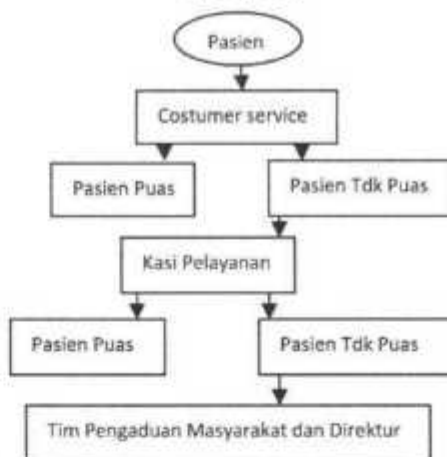 Pasien
Costumer service
Pasien Puas
Pasien Tdk Puas
Kasi Pelayanan
Pasien Puas
Pasien Tdk Puas
Tim Pengaduan Masyarakat dan Direktur